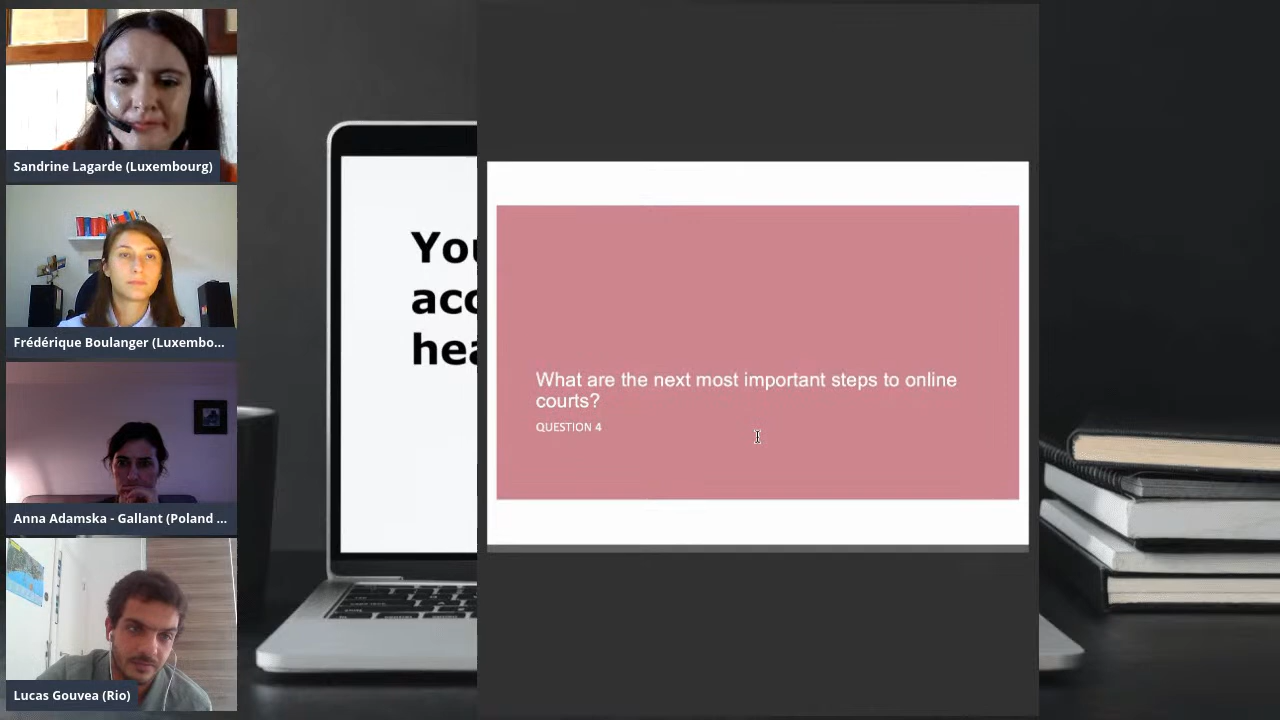 Sandrine Lagarde (Luxembourg)
Frédérique Boulanger (Luxembo...
Anna Adamska - Gallant (Poland ...
Lucas Gouvea (Rio)
You
acc
hea
What are the next most important steps to online
courts?
QUESTION 4